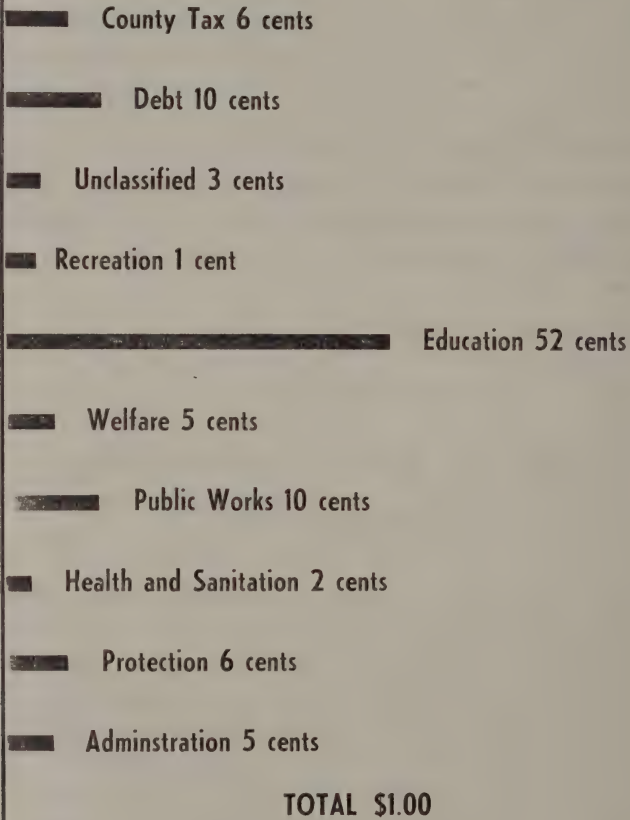 County Tax 6 cents
Debt 10 cents
Unclassified 3 cents
Recreation 1 cent
Education 52 cents
Welfare 5 cents
Public Works 10 cents
Health and Sanitation 2 cents
Protection 6 cents
Adminstration 5 cents
TOTAL $1.00